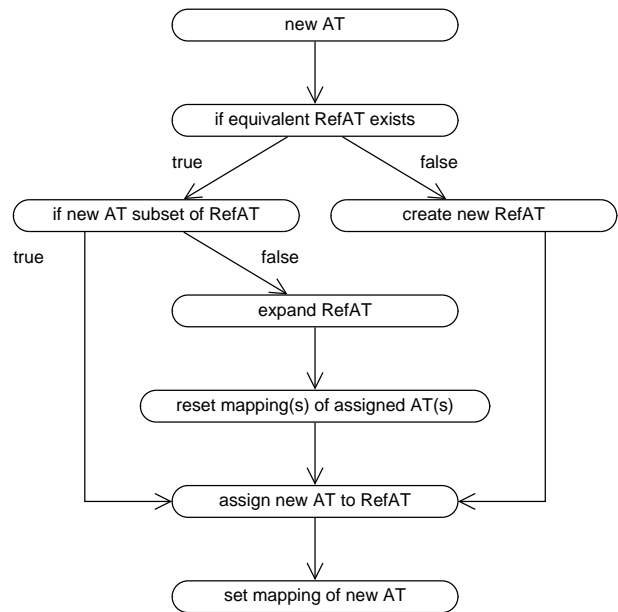 new AT
if equivalent RefAT exists
true
false
if new AT subset of RefAT
create new RefAT
true
false
expand RefAT
reset mapping(s) of assigned AT(s)
assign new AT to RefAT
set mapping of new AT